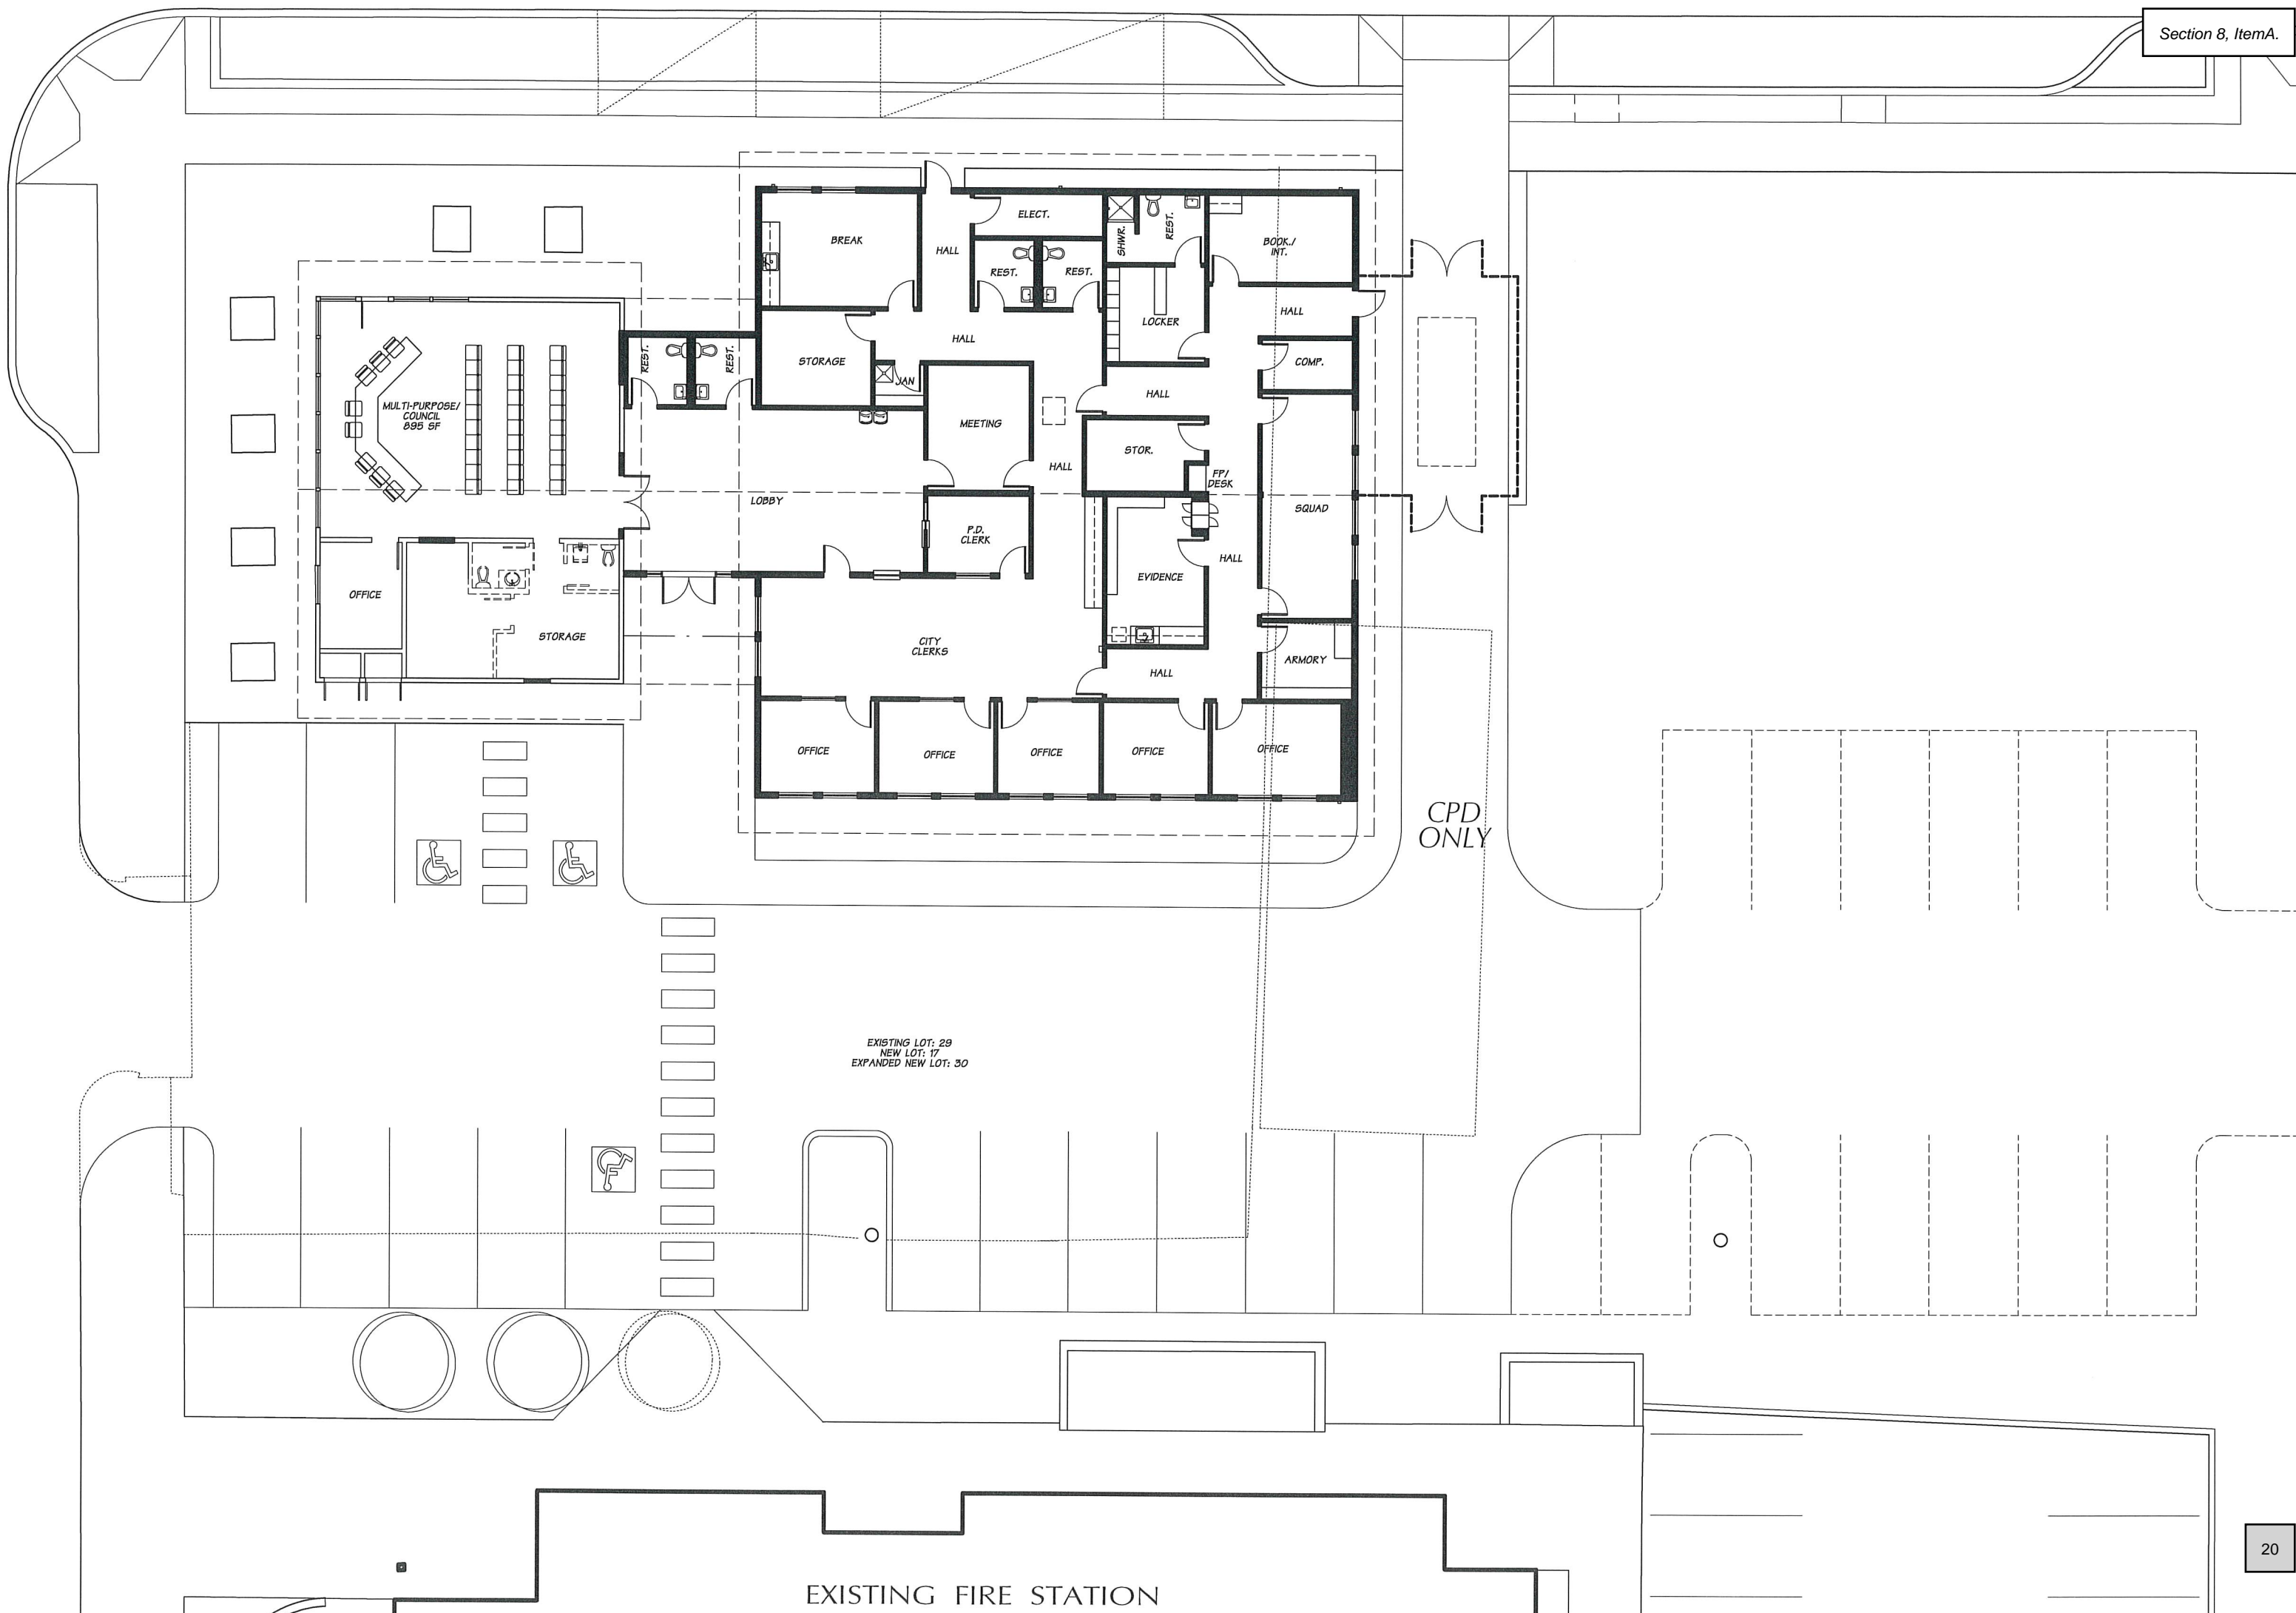 Section 8, ItemA.
BREAK
HALL
ELECT.
SHWR.
REST.
BOOK./
INT.
REST.
REST.
HALL
LOCKER
HALL
STORAGE
JAN
COMP.
REST.
REST.
MULTI-PURPOSE/
COUNCIL
895 SF
MEETING
HALL
STOR.
HALL
FP/
DESK
LOBBY
SQUAD
P.D.
CLERK
HALL
EVIDENCE
OFFICE
STORAGE
CITY
CLERKS
HALL
ARMORY
OFFICE
OFFICE
OFFICE
OFFICE
OFFICE
CPD
ONLY
EXISTING LOT: 29
NEW LOT: 17
EXPANDED NEW LOT: 30
20
EXISTING FIRE STATION